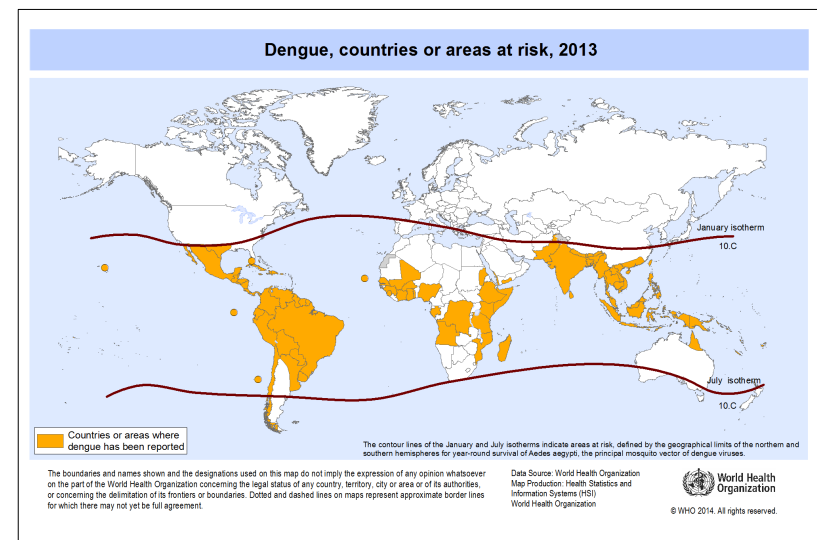 Dengue, countries or areas at risk, 2013
January isotherm
10.C
July isotherm
10.C
Countries or areas where
dengue has been reported
The contour lines of the January and July isotherms indicate areas at risk, defined by the geographical limits of the northern and
southern hemispheres for year-round survival of Aedes aegypti, the principal mosquito vector of dengue viruses.
The boundaries and names shown and the designations used on this map do not imply the expression of any opinion whatsoever
on the part of the World Health Organization concerning the legal status of any country, territory, city or area or of its authorities,
or concerning the delimitation of its frontiers or boundaries. Dotted and dashed lines on maps represent approximate border lines
for which there may not yet be full agreement.
Data Source: World Health Organization
Map Production: Health Statistics and
Information Systems (HSI)
World Health Organization
World Health
Organization
© WHO 2014. All rights reserved.